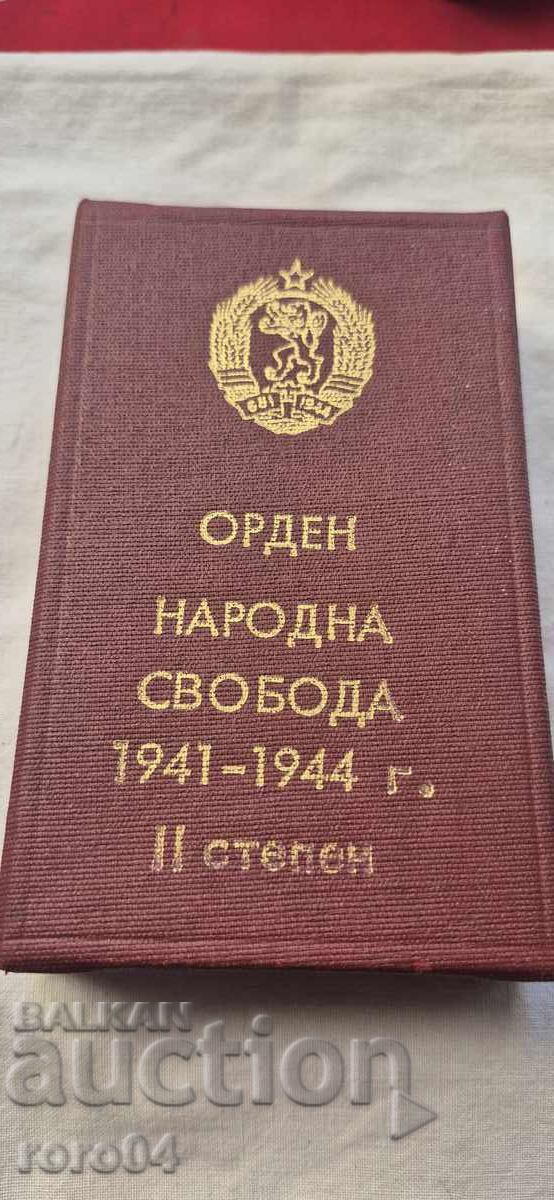 681 1944
ОРДЕН
НАРОДНА
СВОБОДА
1941-1944 г.
II степен
BALKAN
auction
roro04